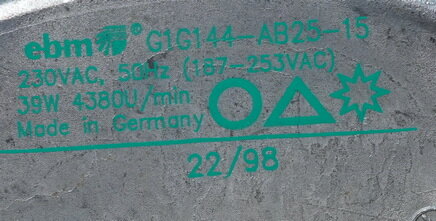 ebm ® G1G144-AB25-15
230VAC, 50Hz (187-253VAC)
39W 4380U/min
Made in Germany
22/98